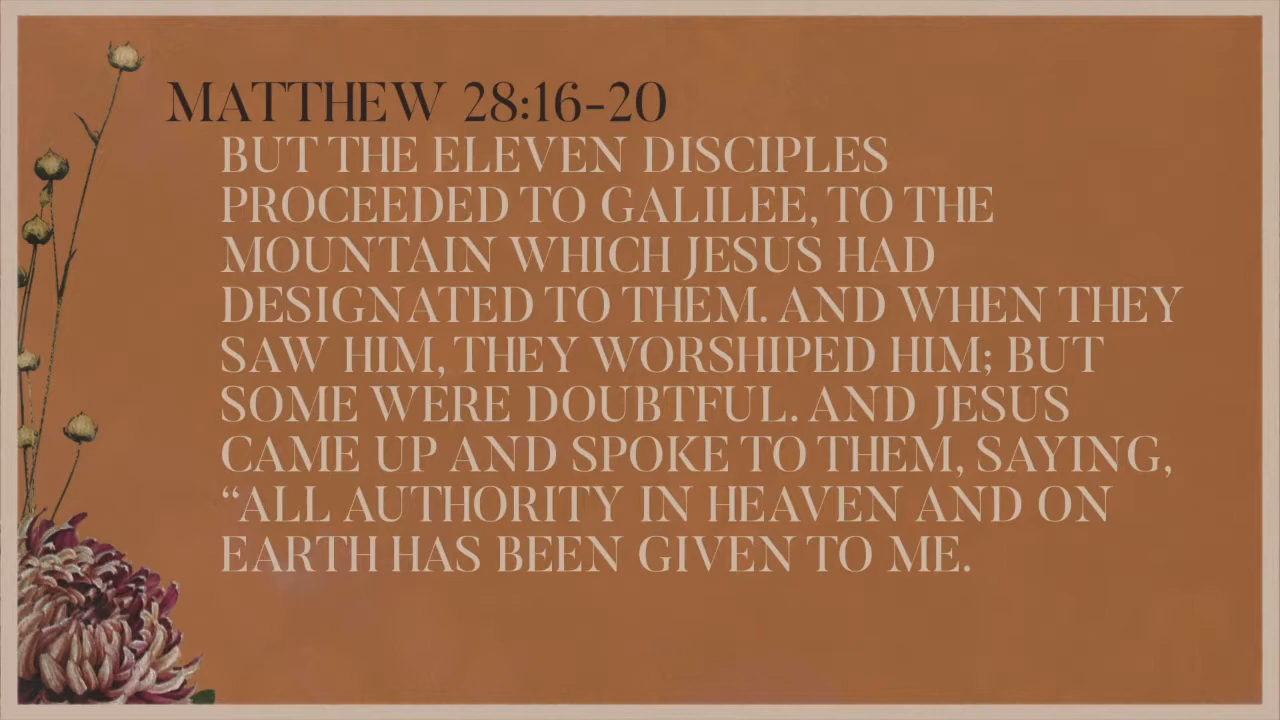 MATTHEW 28:16-20
BUT THE ELEVEN DISCIPLES
PROCEEDED TO GALILEE, TO THE
MOUNTAIN WHICH JESUS HAD
DESIGNATED TO THEM. AND WHEN THEY
SAW HIM, THEY WORSHIPED HIM; BUT
SOME WERE DOUBTFUL. AND JESUS
CAME UP AND SPOKE TO THEM, SAYING,
“ALL AUTHORITY IN HEAVEN AND ON
EARTH HAS BEEN GIVEN TO ME.